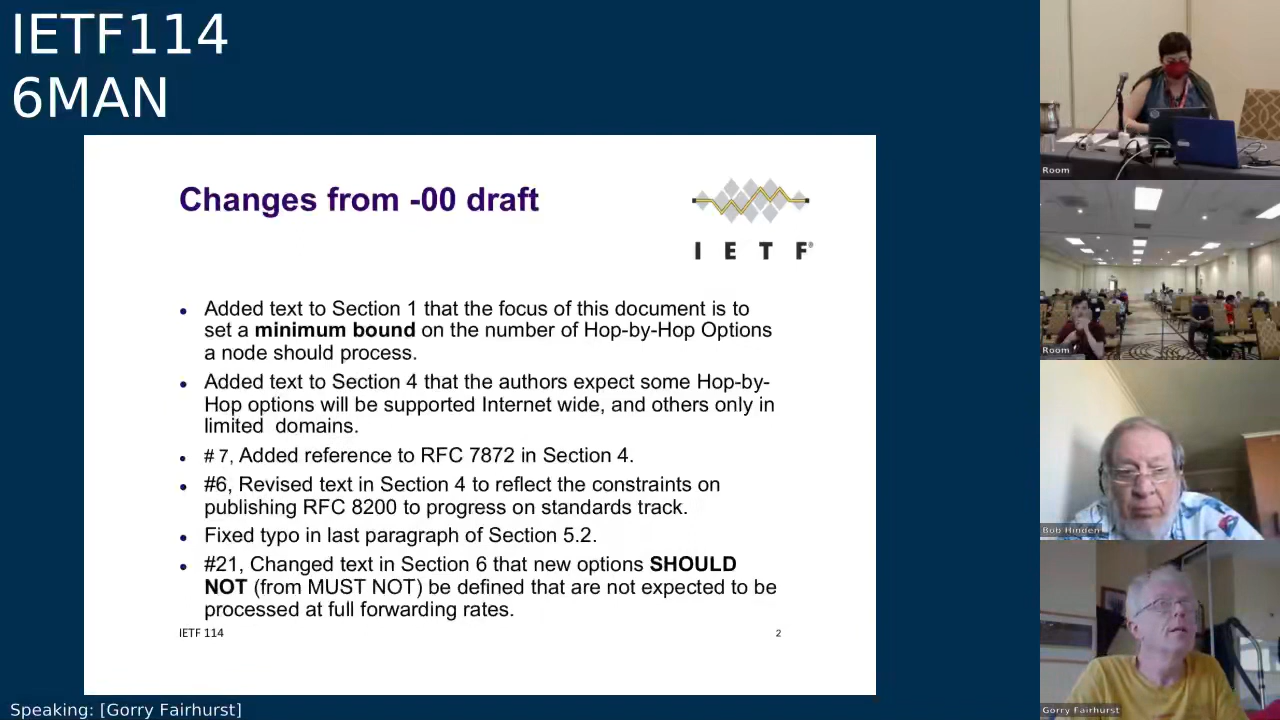 IETF114
6MAN
Changes from -00 draft
I E T F®
• Added text to Section 1 that the focus of this document is to
set a minimum bound on the number of Hop-by-Hop Options
a node should process.
• Added text to Section 4 that the authors expect some Hop-by-
Hop options will be supported Internet wide, and others only in
limited  domains.
• # 7, Added reference to RFC 7872 in Section 4.
• #6, Revised text in Section 4 to reflect the constraints on
publishing RFC 8200 to progress on standards track.
• Fixed typo in last paragraph of Section 5.2.
• #21, Changed text in Section 6 that new options SHOULD
NOT (from MUST NOT) be defined that are not expected to be
processed at full forwarding rates.
IETF 114
2
Room
Room
Bob Hinden
Gorry Fairhurst
Speaking: [Gorry Fairhurst]